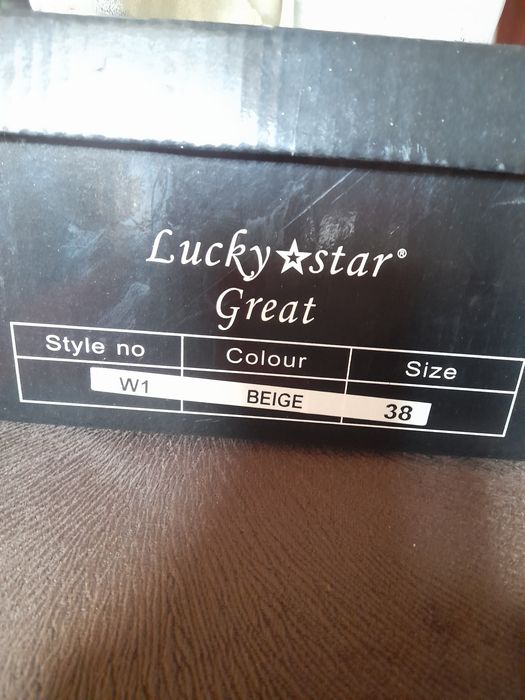 Lucky☆star®
Great
Style no Colour Size
W1 BEIGE 38